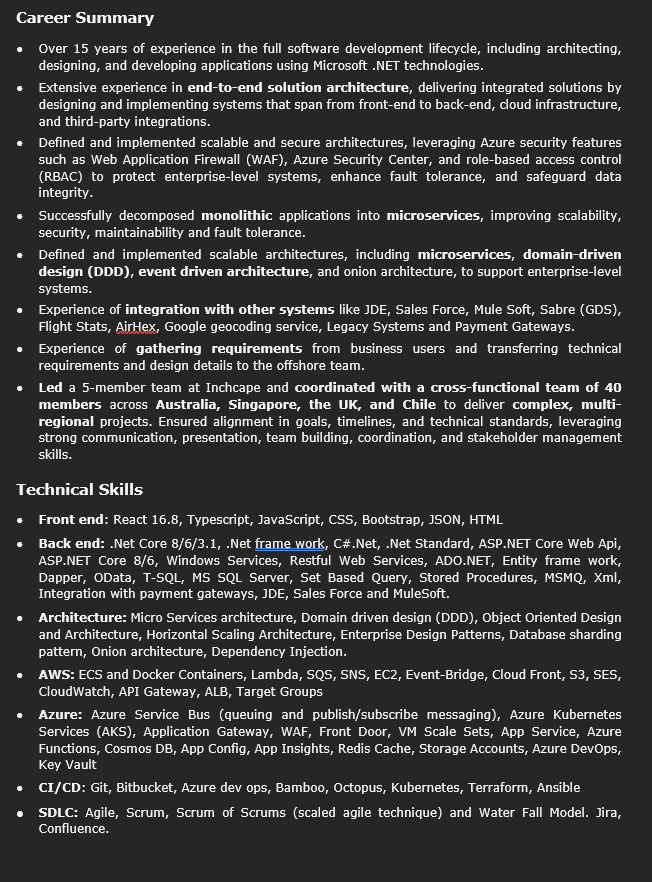 Career Summary
• Over 15 years of experience in the full software development lifecycle, including architecting,
designing, and developing applications using Microsoft .NET technologies.
• Extensive experience in end-to-end solution architecture, delivering integrated solutions by
designing and implementing systems that span from front-end to back-end, cloud infrastructure,
and third-party integrations.
• Defined and implemented scalable and secure architectures, leveraging Azure security features
such as Web Application Firewall (WAF), Azure Security Center, and role-based access control
(RBAC) to protect enterprise-level systems, enhance fault tolerance, and safeguard data
integrity.
• Successfully decomposed monolithic applications into microservices, improving scalability,
security, maintainability and fault tolerance.
• Defined and implemented scalable architectures, including microservices, domain-driven
design (DDD), event driven architecture, and onion architecture, to support enterprise-level
systems.
• Experience of integration with other systems like JDE, Sales Force, Mule Soft, Sabre (GDS),
Flight Stats, AirHex, Google geocoding service, Legacy Systems and Payment Gateways.
• Experience of gathering requirements from business users and transferring technical
requirements and design details to the offshore team.
• Led a 5-member team at Inchcape and coordinated with a cross-functional team of 40
members across Australia, Singapore, the UK, and Chile to deliver complex, multi-
regional projects. Ensured alignment in goals, timelines, and technical standards, leveraging
strong communication, presentation, team building, coordination, and stakeholder management
skills.
Technical Skills
• Front end: React 16.8, Typescript, JavaScript, CSS, Bootstrap, JSON, HTML
• Back end: .Net Core 8/6/3.1, .Net frame work, C#.Net, .Net Standard, ASP.NET Core Web Api,
ASP.NET Core 8/6, Windows Services, Restful Web Services, ADO.NET, Entity frame work,
Dapper, OData, T-SQL, MS SQL Server, Set Based Query, Stored Procedures, MSMQ, Xml,
Integration with payment gateways, JDE, Sales Force and MuleSoft.
• Architecture: Micro Services architecture, Domain driven design (DDD), Object Oriented Design
and Architecture, Horizontal Scaling Architecture, Enterprise Design Patterns, Database sharding
pattern, Onion architecture, Dependency Injection.
• AWS: ECS and Docker Containers, Lambda, SQS, SNS, EC2, Event-Bridge, Cloud Front, S3, SES,
CloudWatch, API Gateway, ALB, Target Groups
• Azure: Azure Service Bus (queuing and publish/subscribe messaging), Azure Kubernetes
Services (AKS), Application Gateway, WAF, Front Door, VM Scale Sets, App Service, Azure
Functions, Cosmos DB, App Config, App Insights, Redis Cache, Storage Accounts, Azure DevOps,
Key Vault
• CI/CD: Git, Bitbucket, Azure dev ops, Bamboo, Octopus, Kubernetes, Terraform, Ansible
• SDLC: Agile, Scrum, Scrum of Scrums (scaled agile technique) and Water Fall Model. Jira,
Confluence.